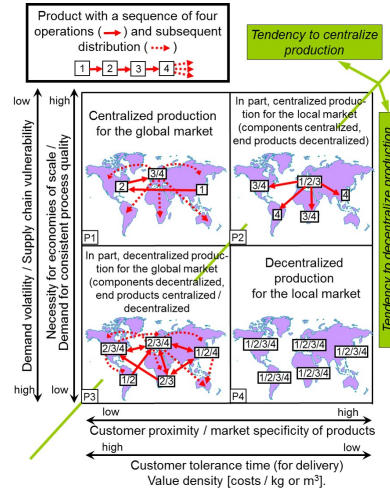 Product with a sequence of four
operations ( → ) and subsequent
distribution ( ⋯▸ )
1 → 2 → 3 → 4
Tendency to centralize
production
Tendency to decentralize production
low
high
Demand volatility / Supply chain vulnerability
high
low
Necessity for economies of scale /
Demand for consistent process quality
Centralized production
for the global market
3/4
2
1
P1
In part, centralized produc-
tion for the local market
(components centralized,
end products decentralized)
3/4
1/2/3
4
4
3/4
P2
In part, decentralized produc-
tion for the global market
(components decentralized,
end products centralized /
decentralized
2/3/4
2/3/4
1/2/4
1/2
2/3
P3
Decentralized
production
for the local market
1/2/3/4
1/2/3/4
1/2/3/4
1/2/3/4
1/2/3/4
P4
low
high
Customer proximity / market specificity of products
high
low
Customer tolerance time (for delivery)
Value density [costs / kg or m³].